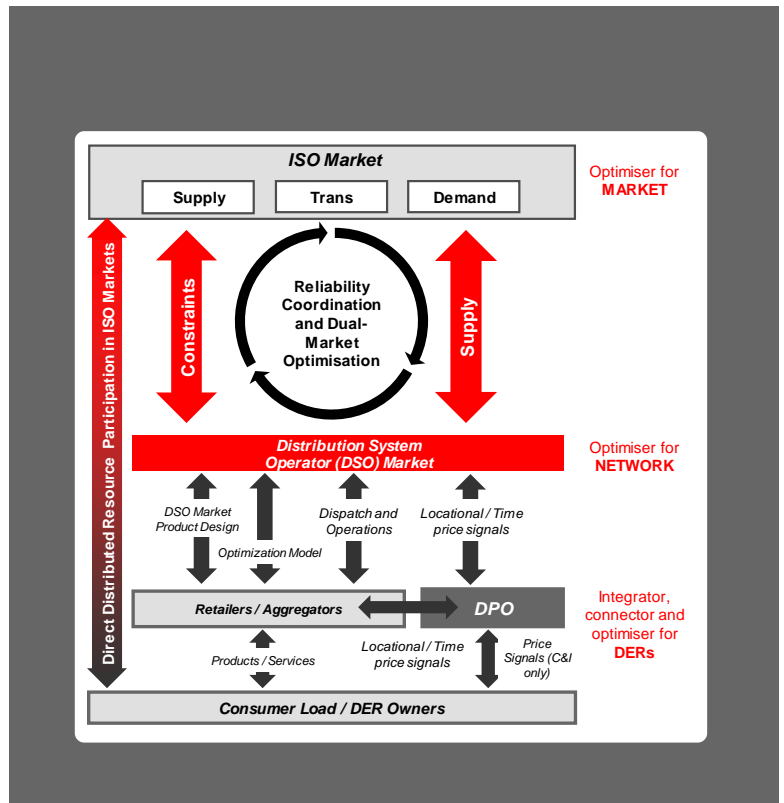 ISO Market
Supply
Trans
Demand
Optimiser for
MARKET
Direct Distributed Resource Participation in ISO Markets
Constraints
Reliability
Coordination
and Dual-
Market
Optimisation
Supply
Distribution System
Operator (DSO) Market
Optimiser for
NETWORK
DSO Market
Product Design
Optimization Model
Dispatch and
Operations
Locational / Time
price signals
Retailers / Aggregators
DPO
Integrator,
connector and
optimiser for
DERs
Products / Services
Locational / Time
price signals
Price
Signals (C&I
only)
Consumer Load / DER Owners